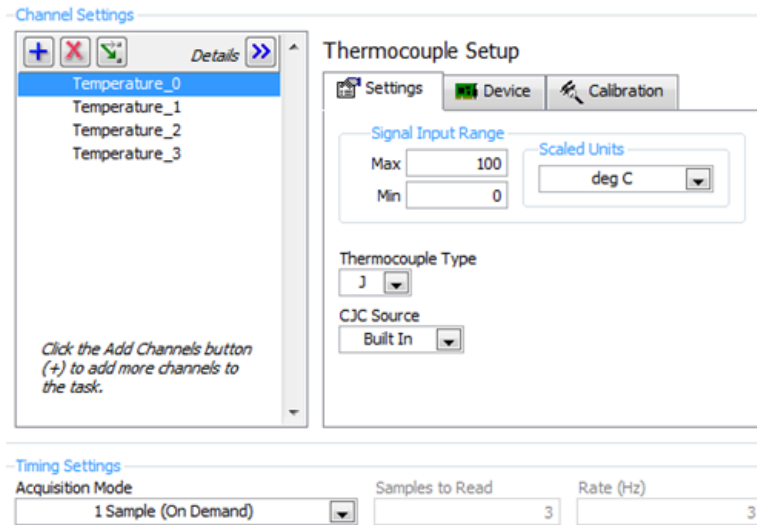 Channel Settings
Details
Temperature_0
Temperature_1
Temperature_2
Temperature_3
Click the Add Channels button
(+) to add more channels to
the task.
Thermocouple Setup
Settings
Device
Calibration
Signal Input Range
Max 100
Min 0
Scaled Units
deg C
Thermocouple Type
J
CJC Source
Built In
Timing Settings
Acquisition Mode
1 Sample (On Demand)
Samples to Read
3
Rate (Hz)
3